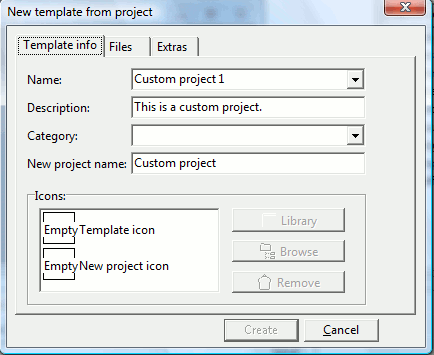 New template from project
Template info Files Extras
Name: Custom project 1
Description: This is a custom project.
Category:
New project name: Custom project
Icons:
Empty Template icon
Empty New project icon
Library
Browse
Remove
Create Cancel